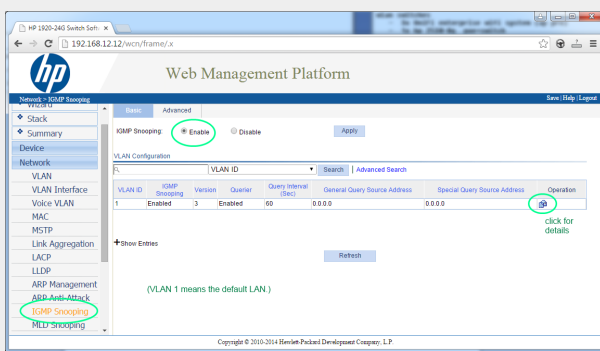 HP 1920-24G Switch Soft
192.168.12.12/wcn/frame/.x
hp
Web Management Platform
Network > IGMP Snooping
Save | Help | Logout
Wizard
Stack
Summary
Device
Network
VLAN
VLAN Interface
Voice VLAN
MAC
MSTP
Link Aggregation
LACP
LLDP
ARP Management
ARP Anti-Attack
IGMP Snooping
MLD Snooping
Basic Advanced
IGMP Snooping: Enable Disable Apply
VLAN Configuration
VLAN ID Search | Advanced Search
VLAN ID IGMP Snooping Version Querier Query Interval (Sec) General Query Source Address Special Query Source Address Operation
1 Enabled 3 Enabled 60 0.0.0.0 0.0.0.0
click for
details
+Show Entries
Refresh
(VLAN 1 means the default LAN.)
Copyright © 2010-2014 Hewlett-Packard Development Company, L.P.